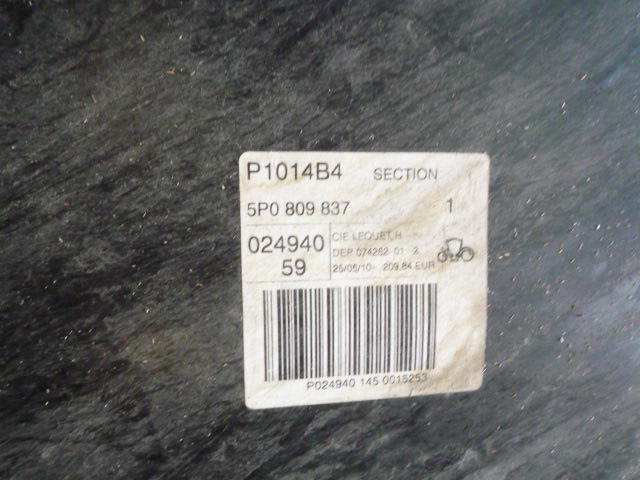 P1014B4 SECTION
5P0 809 837 1
024940
59
CIE LEQUET, H
DEP 074262 01 2
25/05/10- 209,84 EUR
P024940 145 0015253